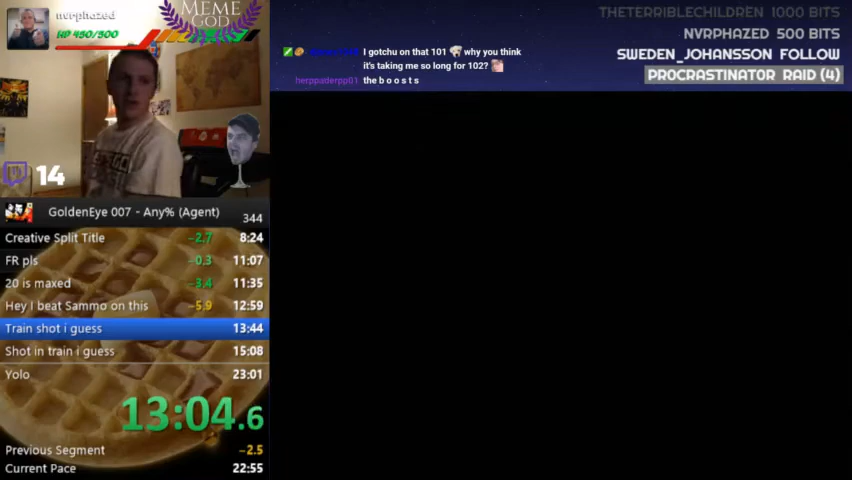 nvrphazed
HP 450/500
MEME
GOD
THETERRIBLECHILDREN 1000 BITS
NVRPHAZED 500 BITS
SWEDEN_JOHANSSON FOLLOW
PROCRASTINATOR RAID (4)
I gotchu on that 101 why you think
it's taking me so long for 102?
herppiderpp01 the b o o s t s
14
GoldenEye 007 - Any% (Agent)
344
Creative Split Title -2.7 8:24
FR pls -0.3 11:07
20 is maxed -3.4 11:35
Hey I beat Sammo on this -5.9 12:59
Train shot i guess 13:44
Shot in train i guess 15:08
Yolo 23:01
13:04.6
Previous Segment -2.5
Current Pace 22:55